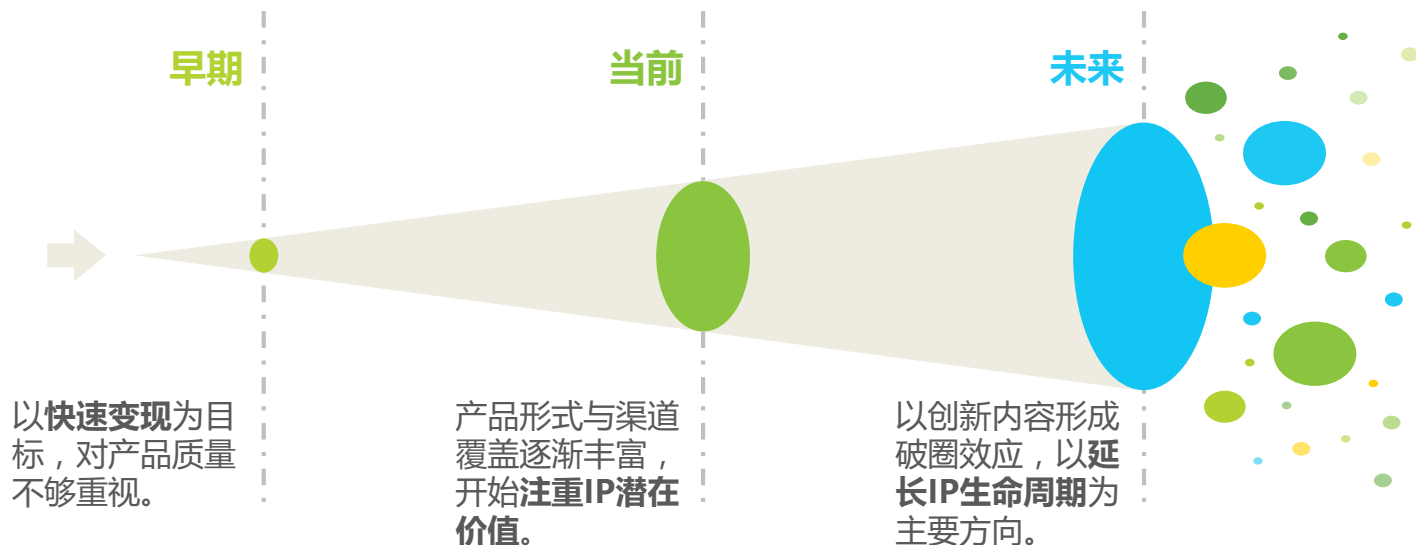 早期
以快速变现为目
标，对产品质量
不够重视。
当前
产品形式与渠道
覆盖逐渐丰富，
开始注重IP潜在
价值。
未来
以创新内容形成
破圈效应，以延
长IP生命周期为
主要方向。